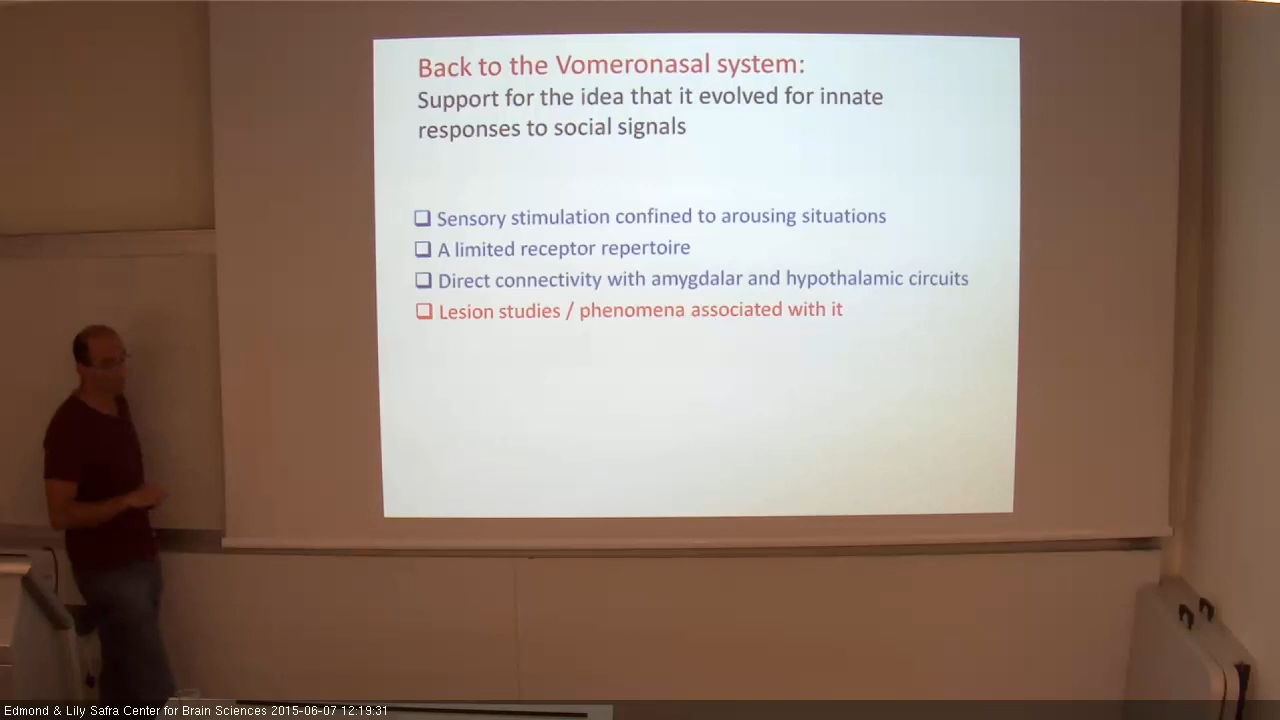 Back to the Vomeronasal system:
Support for the idea that it evolved for innate
responses to social signals
Sensory stimulation confined to arousing situations
A limited receptor repertoire
Direct connectivity with amygdalar and hypothalamic circuits
Lesion studies / phenomena associated with it
Edmond & Lily Safra Center for Brain Sciences 2015-06-07 12:19:31